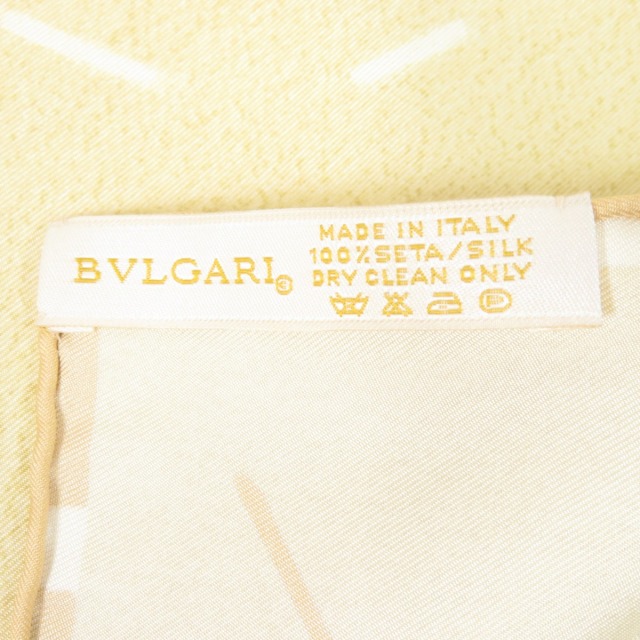 BVLGARI®
MADE IN ITALY
100% SETA/SILK
DRY CLEAN ONLY